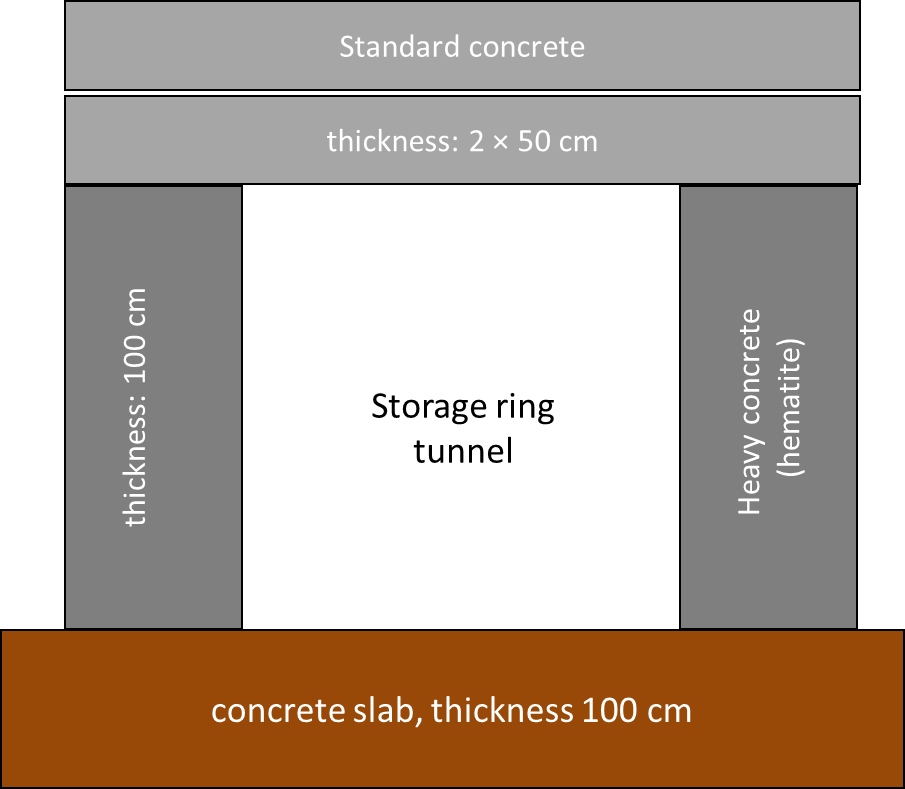 Standard concrete
thickness: 2 × 50 cm
thickness: 100 cm
Storage ring
tunnel
Heavy concrete
(hematite)
concrete slab, thickness 100 cm